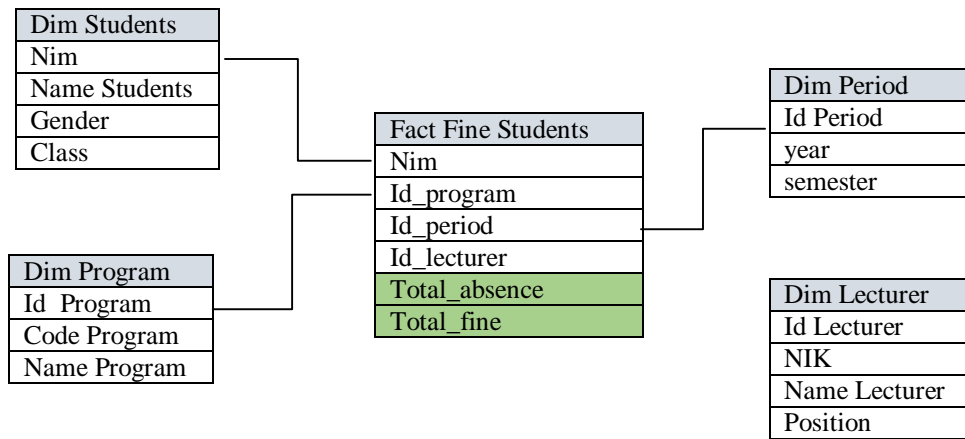 Dim Students
Nim
Name Students
Gender
Class
Dim Program
Id Program
Code Program
Name Program
Fact Fine Students
Nim
Id_program
Id_period
Id_lecturer
Total_absence
Total_fine
Dim Period
Id Period
year
semester
Dim Lecturer
Id Lecturer
NIK
Name Lecturer
Position